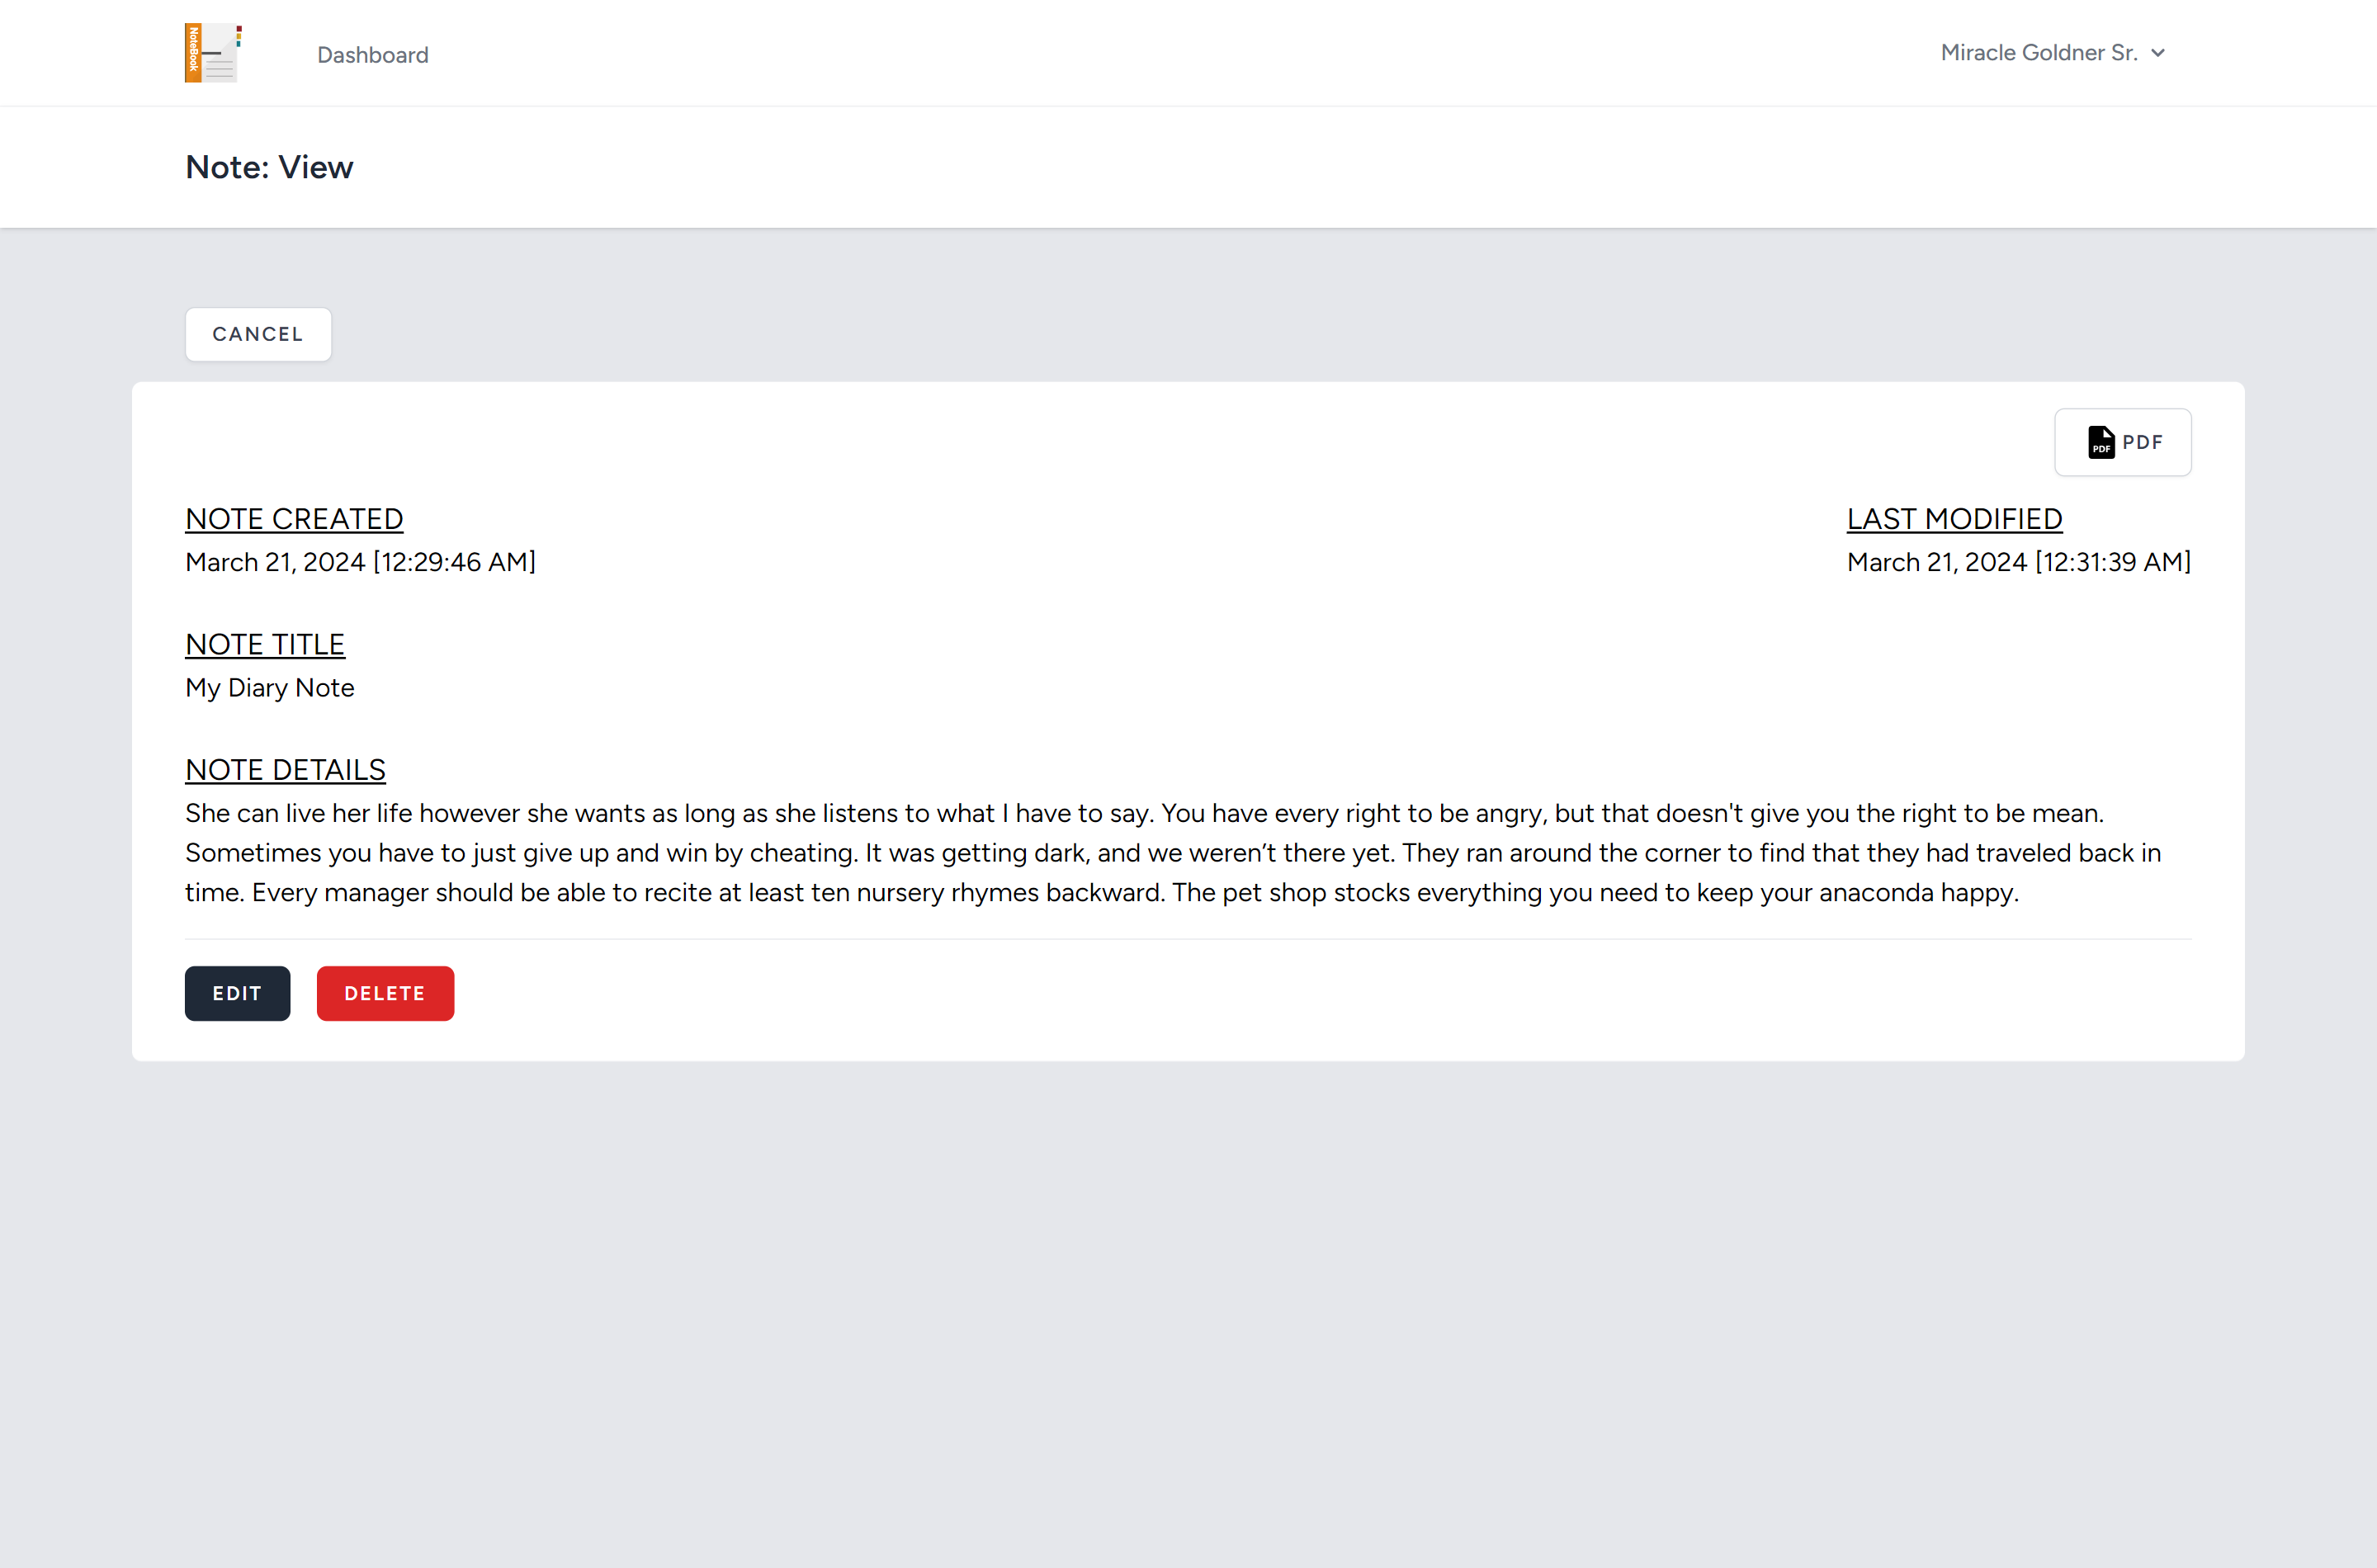 NoteBook
Dashboard
Miracle Goldner Sr.
Note: View
CANCEL
PDF PDF
NOTE CREATED
March 21, 2024 [12:29:46 AM]
LAST MODIFIED
March 21, 2024 [12:31:39 AM]
NOTE TITLE
My Diary Note
NOTE DETAILS
She can live her life however she wants as long as she listens to what I have to say. You have every right to be angry, but that doesn't give you the right to be mean.
Sometimes you have to just give up and win by cheating. It was getting dark, and we weren’t there yet. They ran around the corner to find that they had traveled back in
time. Every manager should be able to recite at least ten nursery rhymes backward. The pet shop stocks everything you need to keep your anaconda happy.
EDIT
DELETE